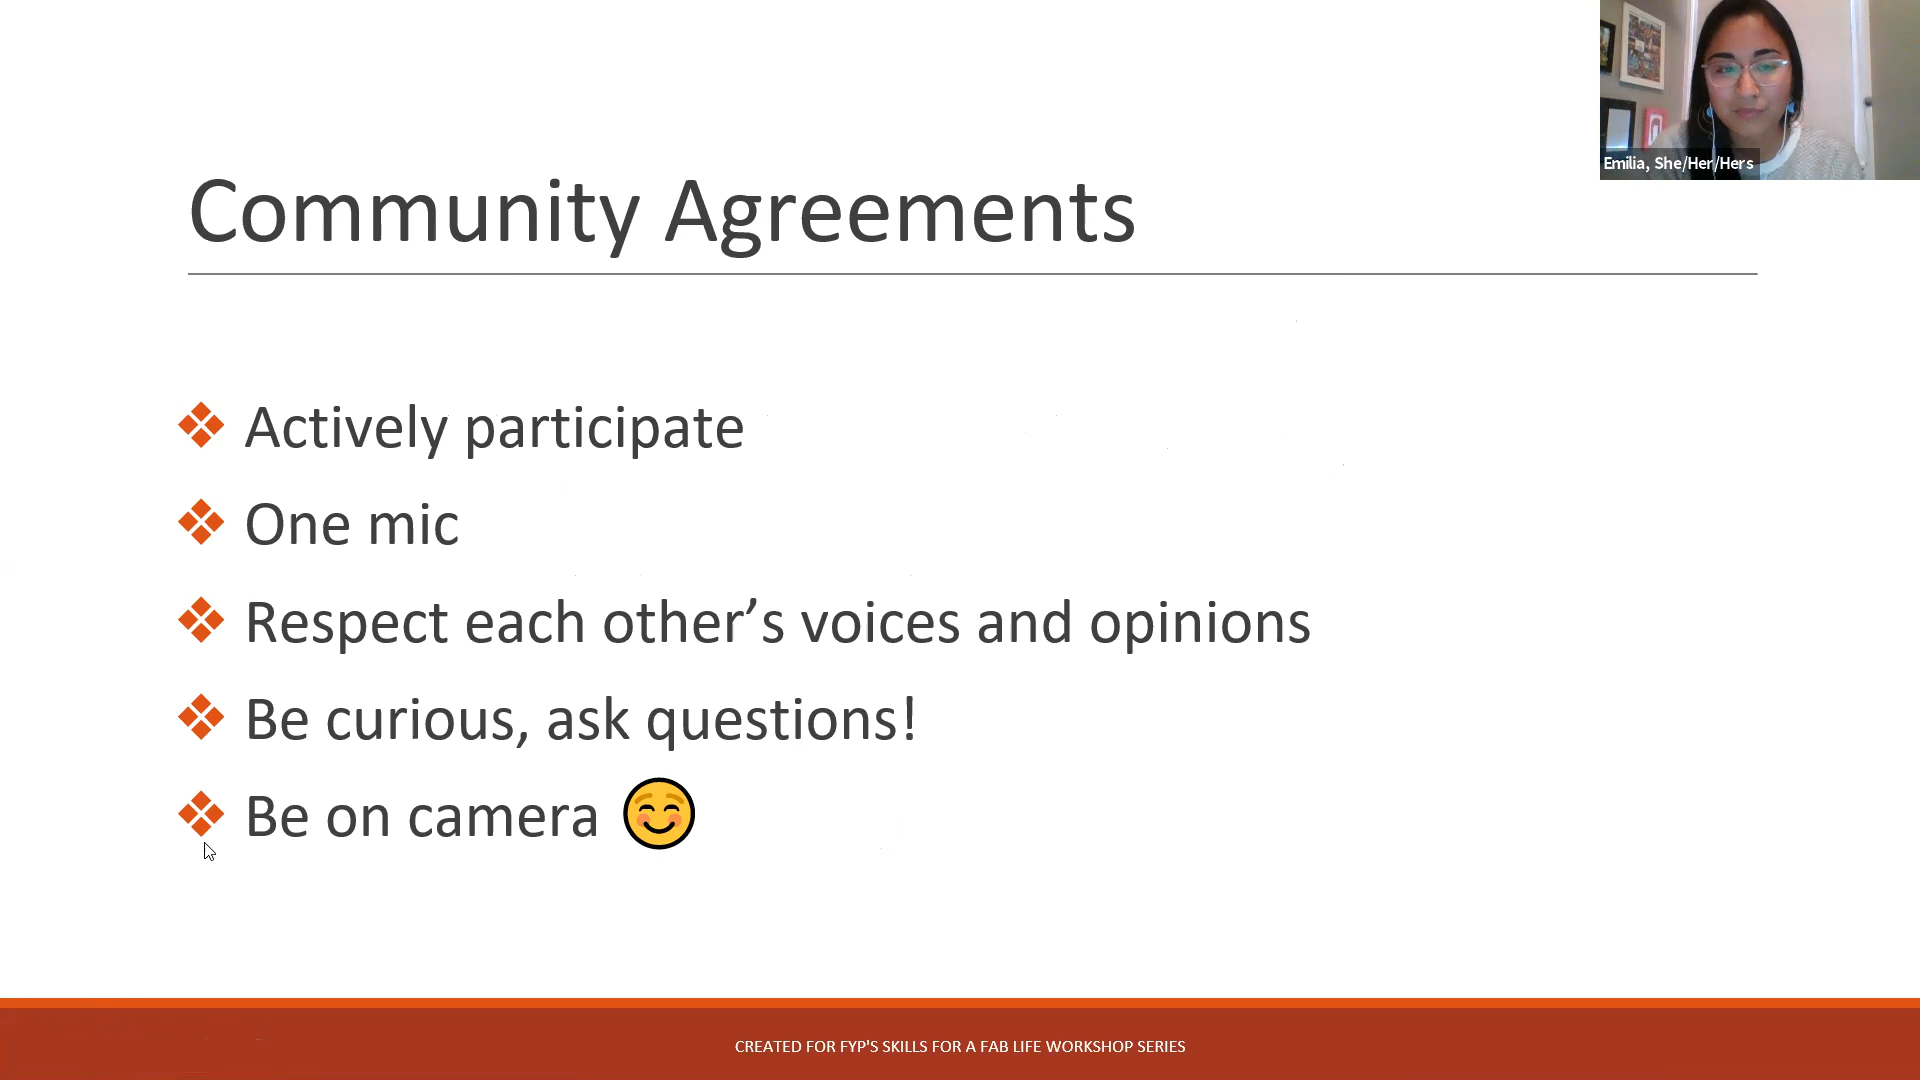 Emilia, She/Her/Hers
Community Agreements
Actively participate
One mic
Respect each other’s voices and opinions
Be curious, ask questions!
Be on camera 😊
CREATED FOR FYP'S SKILLS FOR A FAB LIFE WORKSHOP SERIES